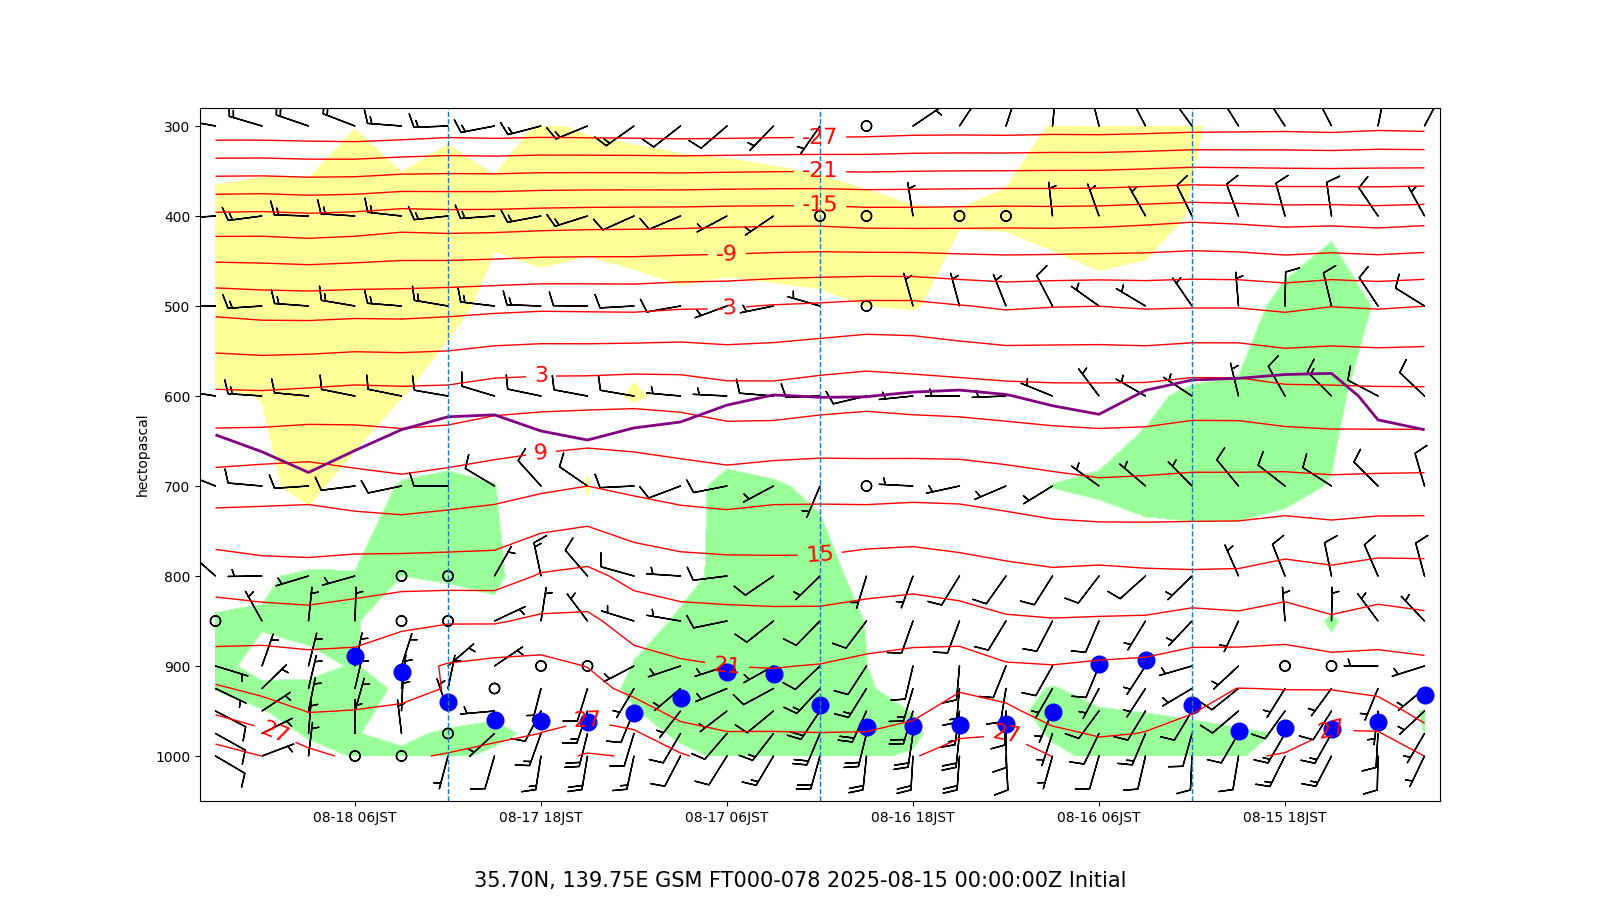 300
400
500
600
700
800
900
1000
hectopascal
-27
-21
-15
-9
3
3
9
15
21
27
27
27
27
08-18 06JST
08-17 18JST
08-17 06JST
08-16 18JST
08-16 06JST
08-15 18JST
35.70N, 139.75E GSM FT000-078 2025-08-15 00:00:00Z Initial